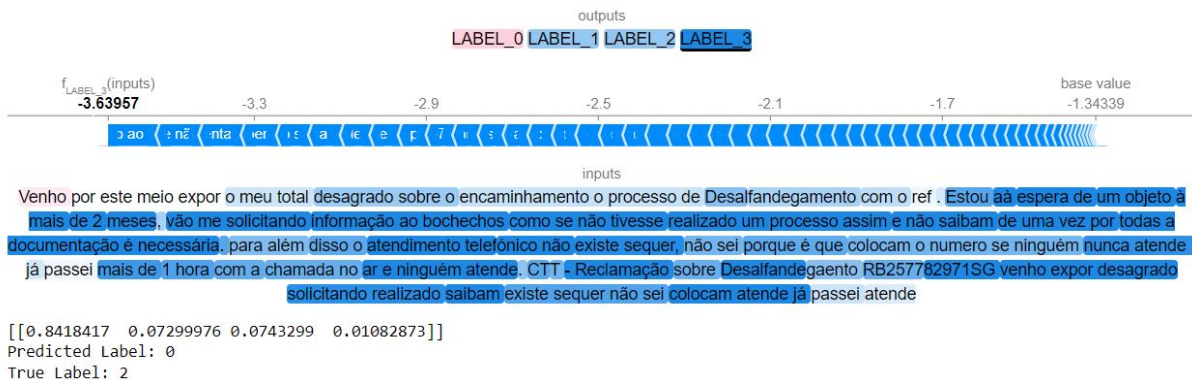 outputs
LABEL_0 LABEL_1 LABEL_2 LABEL_3
f LABEL_3 (inputs)
base value
-3.63957 -3.3 -2.9 -2.5 -2.1 -1.7 -1.34339
inputs
Venho por este meio expor o meu total desagrado sobre o encaminhamento o processo de Desalfandegamento com o ref . Estou aà espera de um objeto à
mais de 2 meses, vão me solicitando informação ao bochechos como se não tivesse realizado um processo assim e não saibam de uma vez por todas a
documentação é necessária. para além disso o atendimento telefónico não existe sequer, não sei porque é que colocam o numero se ninguém nunca atende
já passei mais de 1 hora com a chamada no ar e ninguém atende. CTT - Reclamação sobre Desalfandegaento RB257782971SG venho expor desagrado
solicitando realizado saibam existe sequer não sei colocam atende já passei atende
[[0.8418417 0.07299976 0.0743299 0.01082873]]
Predicted Label: 0
True Label: 2